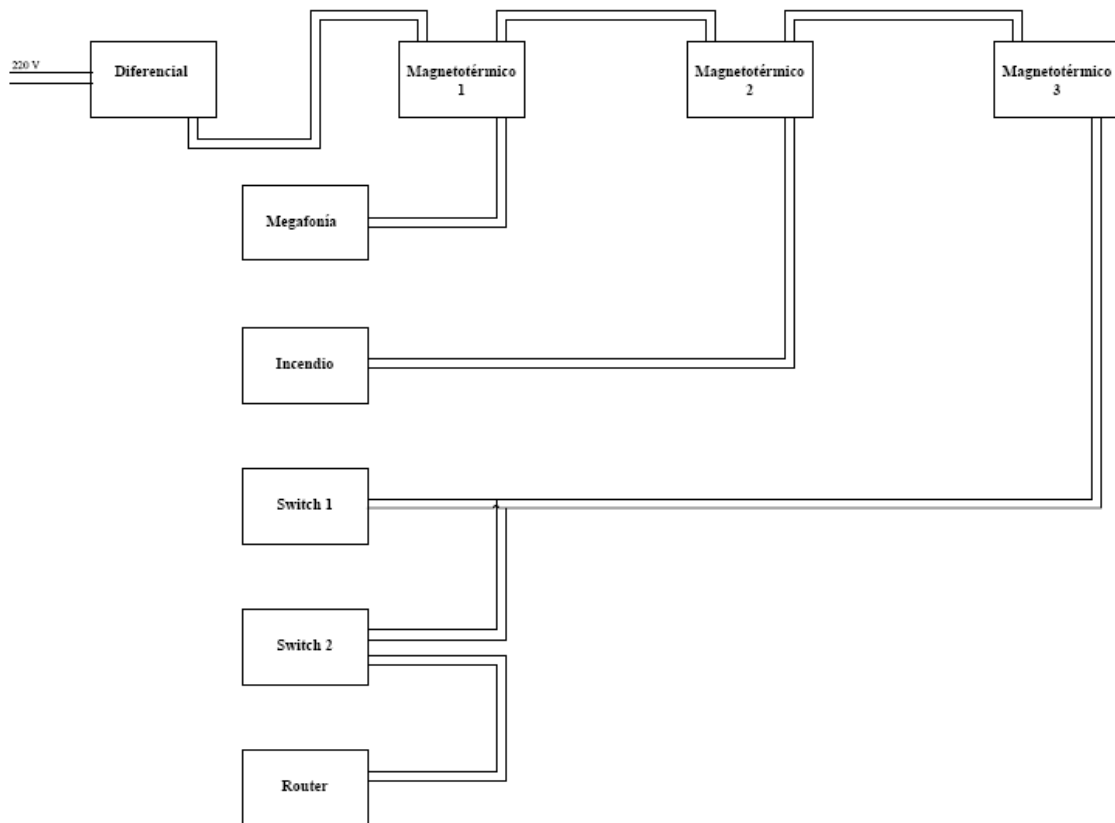 220 V
Diferencial
Magnetotérmico
1
Magnetotérmico
2
Magnetotérmico
3
Megafonía
Incendio
Switch 1
Switch 2
Router